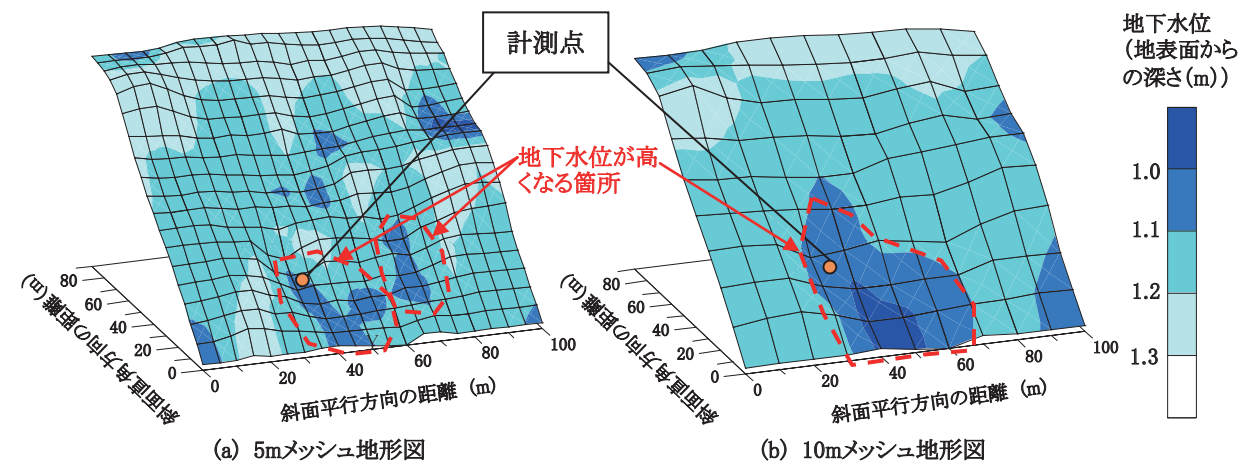 計測点
地下水位
(地表面から
の深さ(m))
1.0
1.1
1.2
1.3
地下水位が高
くなる箇所
80
60
40
20
0
斜面直角方向の距離(m)
0
20
40
60
80
100
斜面平行方向の距離 (m)
(a) 5mメッシュ地形図
80
60
40
20
0
斜面直角方向の距離(m)
0
20
40
60
80
100
斜面平行方向の距離 (m)
(b) 10mメッシュ地形図